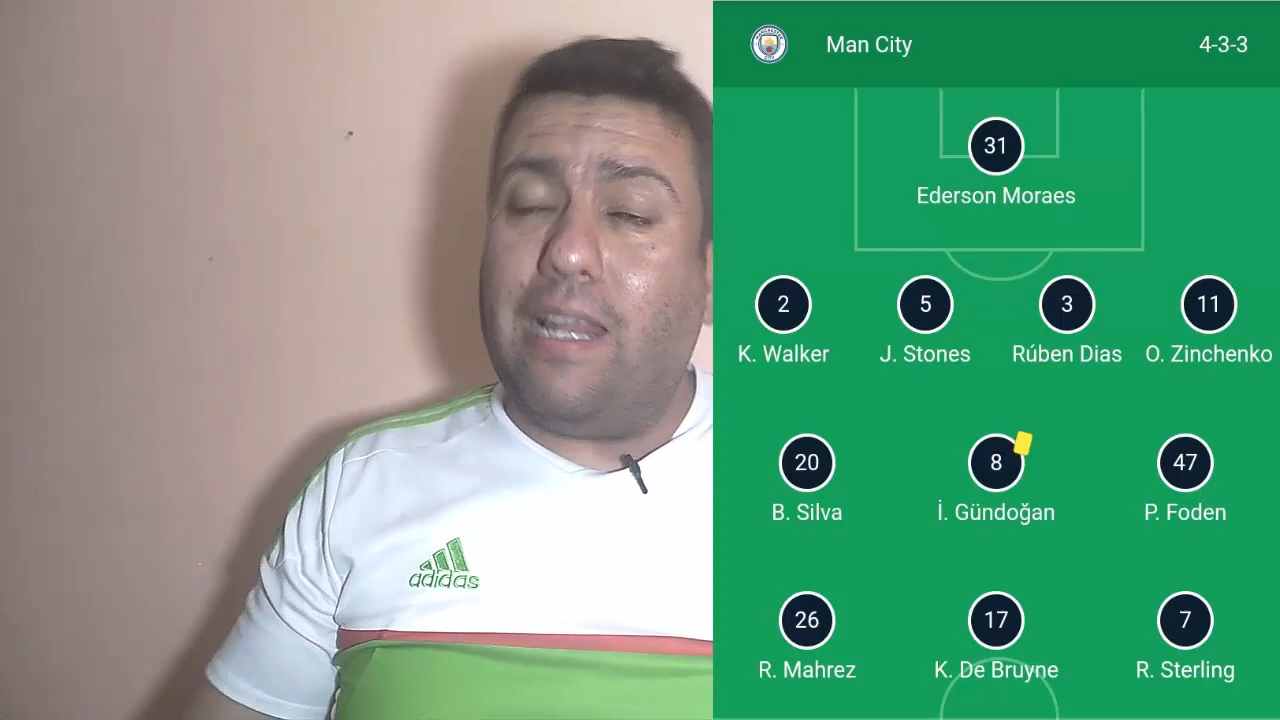 Man City
4-3-3
31
Ederson Moraes
2
5
3
11
K. Walker
J. Stones
Rúben Dias
O. Zinchenko
20
8
47
B. Silva
İ. Gündoğan
P. Foden
26
17
7
R. Mahrez
K. De Bruyne
R. Sterling
adidas